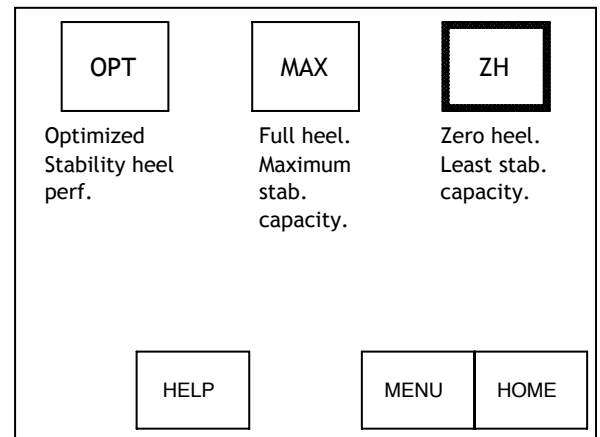 OPT
MAX
ZH
Optimized
Stability heel
perf.
Full heel.
Maximum
stab.
capacity.
Zero heel.
Least stab.
capacity.
HELP
MENU
HOME